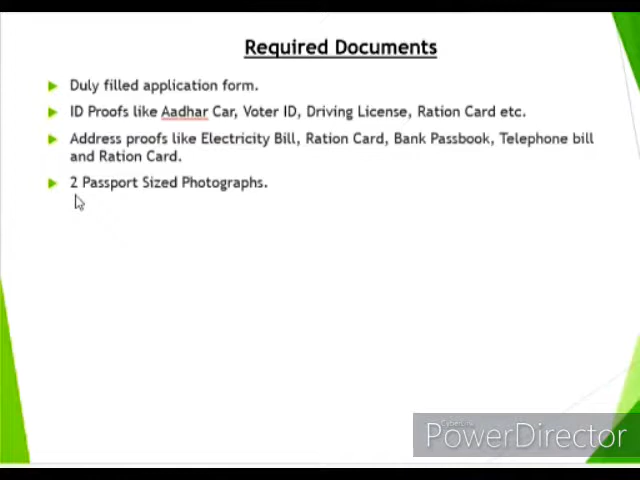 Required Documents
Duly filled application form.
ID Proofs like Aadhar Car, Voter ID, Driving License, Ration Card etc.
Address proofs like Electricity Bill, Ration Card, Bank Passbook, Telephone bill
and Ration Card.
2 Passport Sized Photographs.
CyberLink
PowerDirector